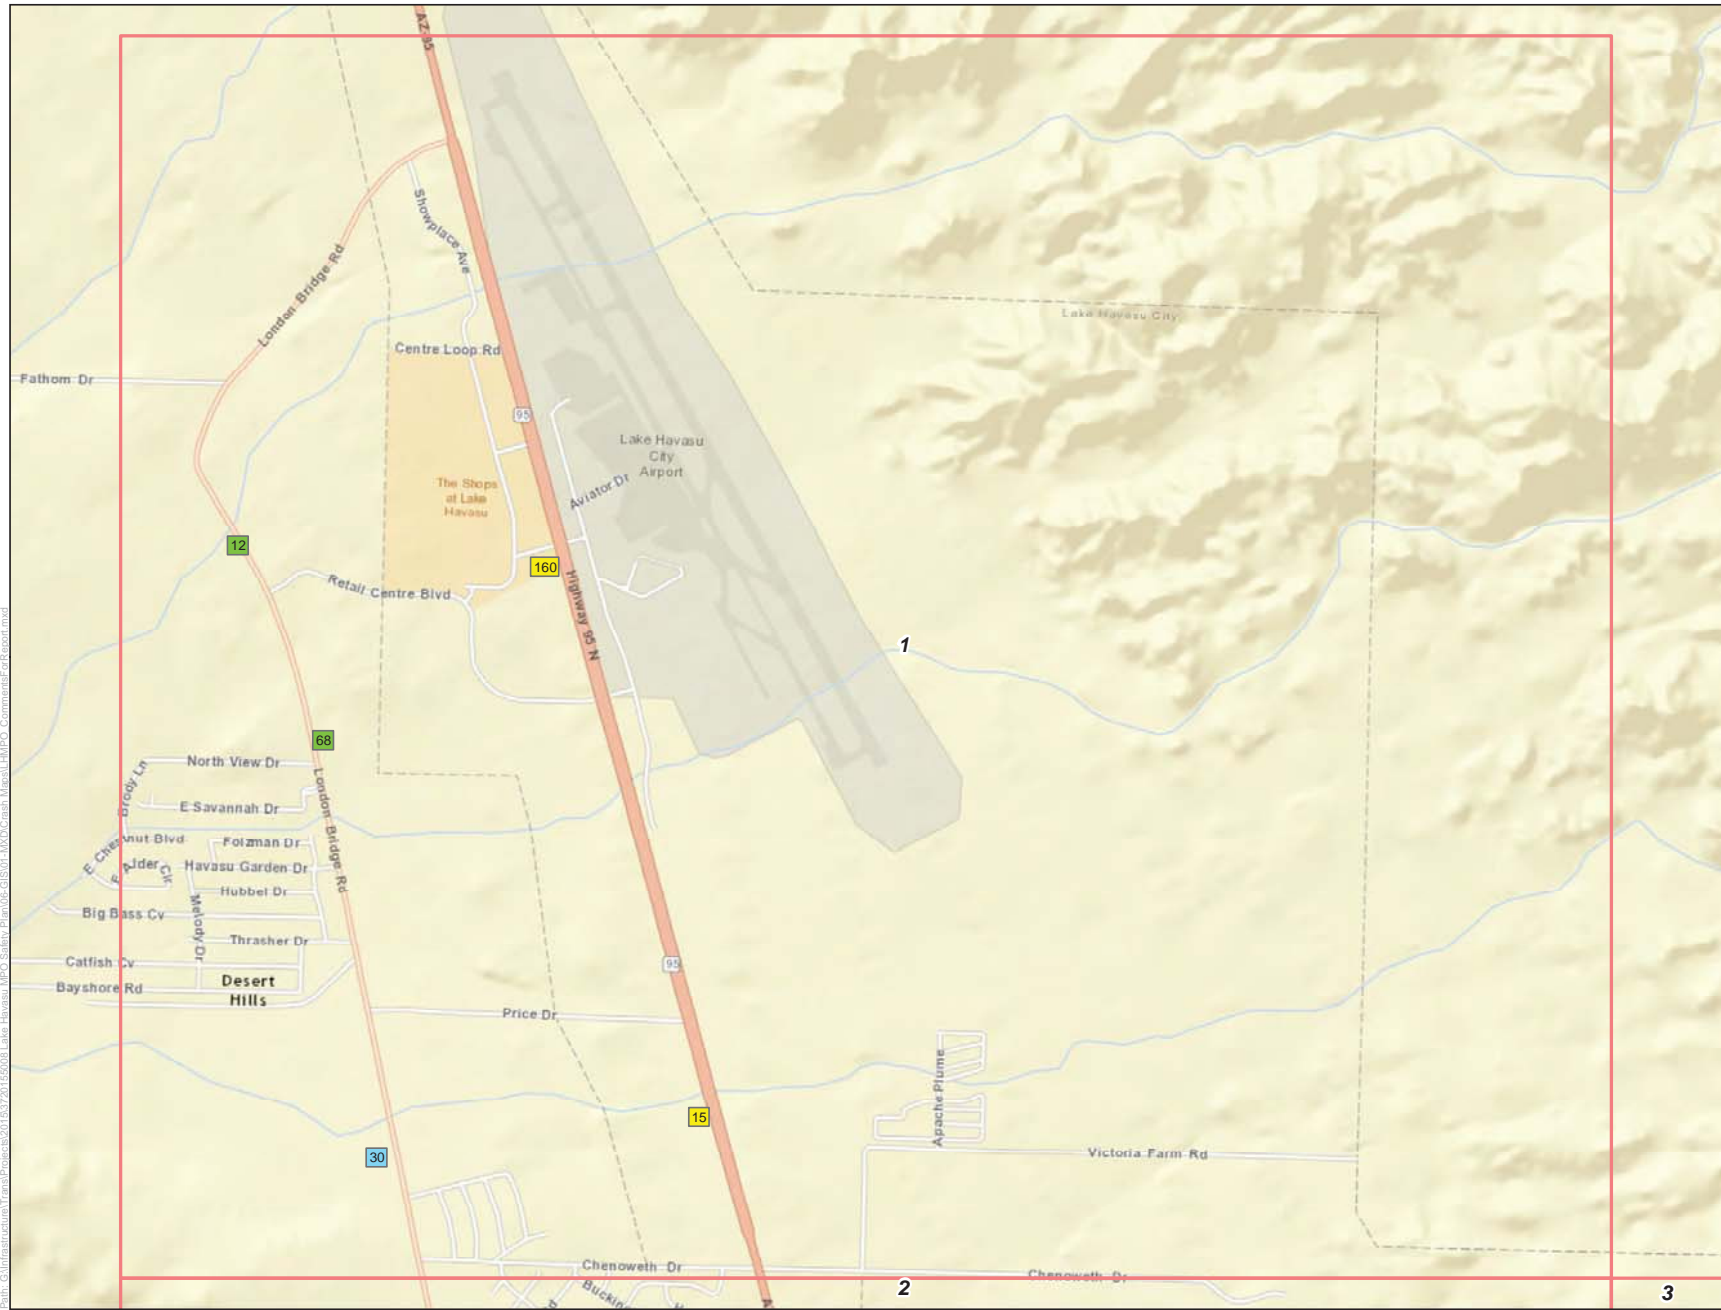 AZ-95
Showplace Ave
London Bridge Rd
Lake Havasu City
Centre Loop Rd
Fathom Dr
95
Lake Havasu
City
Airport
The Shops
at Lake
Havasu
Aviator Dr
12
160
Retail Centre Blvd
Highway 95 N
1
68
North View Dr
Brody Ln
London Bridge Rd
E Savannah Dr
Folzman Dr
Havasu Garden Dr
Hubbel Dr
Big Bass Cv
Melody Dr
Thrasher Dr
Catfish Cv
Bayshore Rd
Desert
Hills
95
Price Dr
Apache Plume
15
30
Victoria Farm Rd
Chenoweth Dr
Chenoweth Dr
2
3